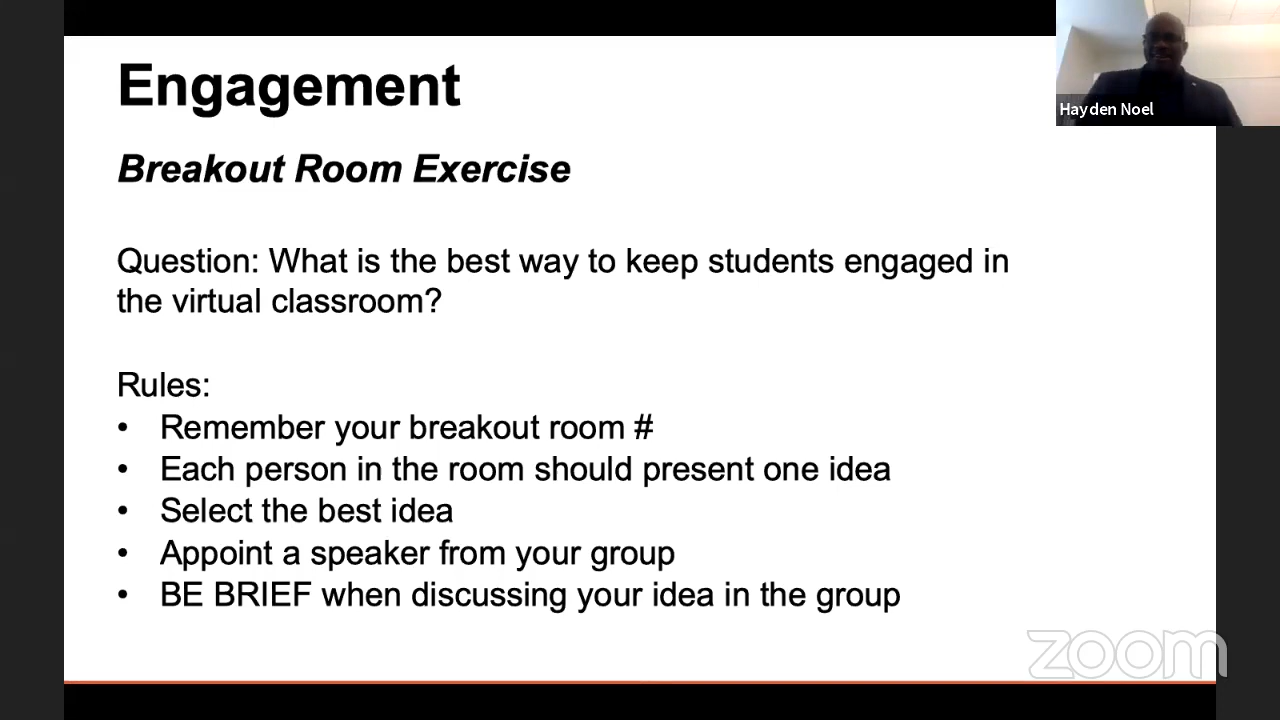 Engagement
Hayden Noel
Breakout Room Exercise
Question: What is the best way to keep students engaged in
the virtual classroom?
Rules:
• Remember your breakout room #
• Each person in the room should present one idea
• Select the best idea
• Appoint a speaker from your group
• BE BRIEF when discussing your idea in the group
zoom